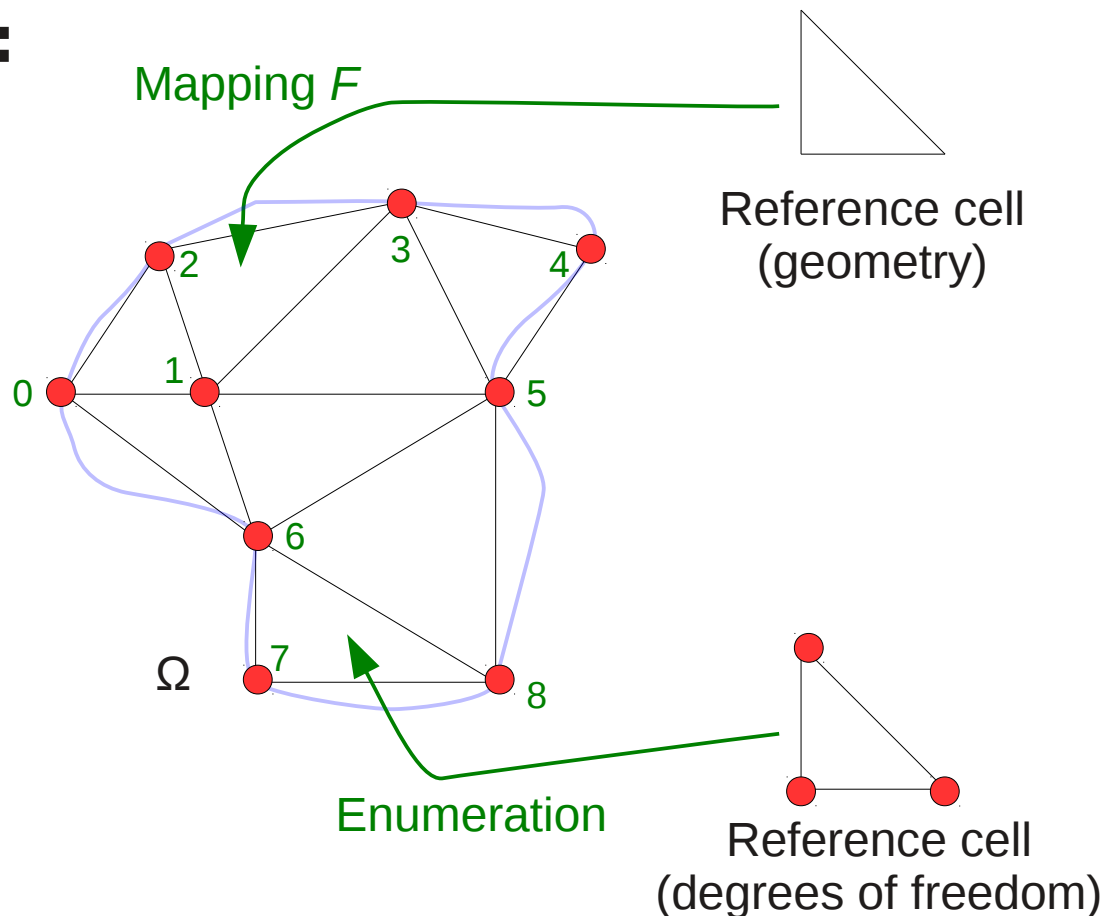 :
Mapping F
Reference cell
(geometry)
3
2
4
1
0
5
6
7
Ω
8
Enumeration
Reference cell
(degrees of freedom)